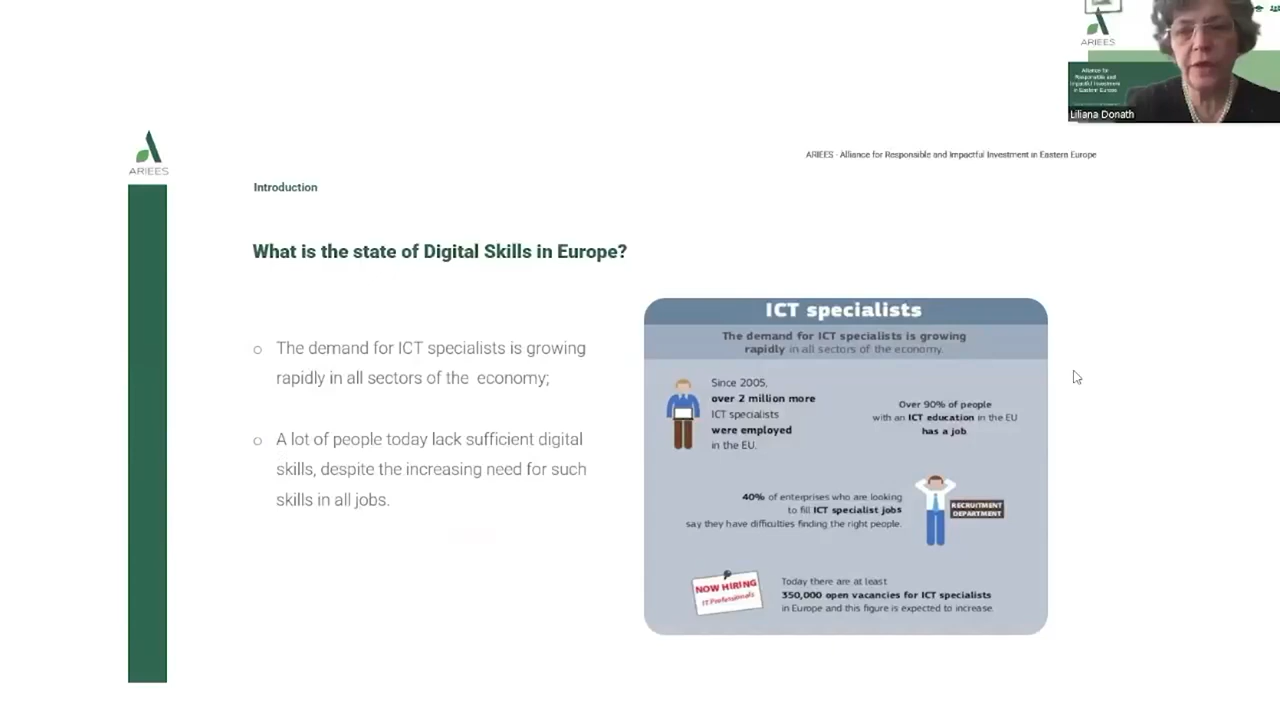 ARIEES
Alliance for
Responsible and
Impactful Investment
in Eastern Europe
Liliana Donath
ARIEES
ARIEES - Alliance for Responsible and Impactful Investment in Eastern Europe
Introduction
What is the state of Digital Skills in Europe?
o The demand for ICT specialists is growing
rapidly in all sectors of the economy;
o A lot of people today lack sufficient digital
skills, despite the increasing need for such
skills in all jobs.
ICT specialists
The demand for ICT specialists is growing
rapidly in all sectors of the economy.
Since 2005,
over 2 million more
ICT specialists
were employed
in the EU.
Over 90% of people
with an ICT education in the EU
has a job
40% of enterprises who are looking
to fill ICT specialist jobs
say they have difficulties finding the right people.
RECRUITMENT
DEPARTMENT
NOW HIRING
IT Professionals
Today there are at least
350,000 open vacancies for ICT specialists
in Europe and this figure is expected to increase.